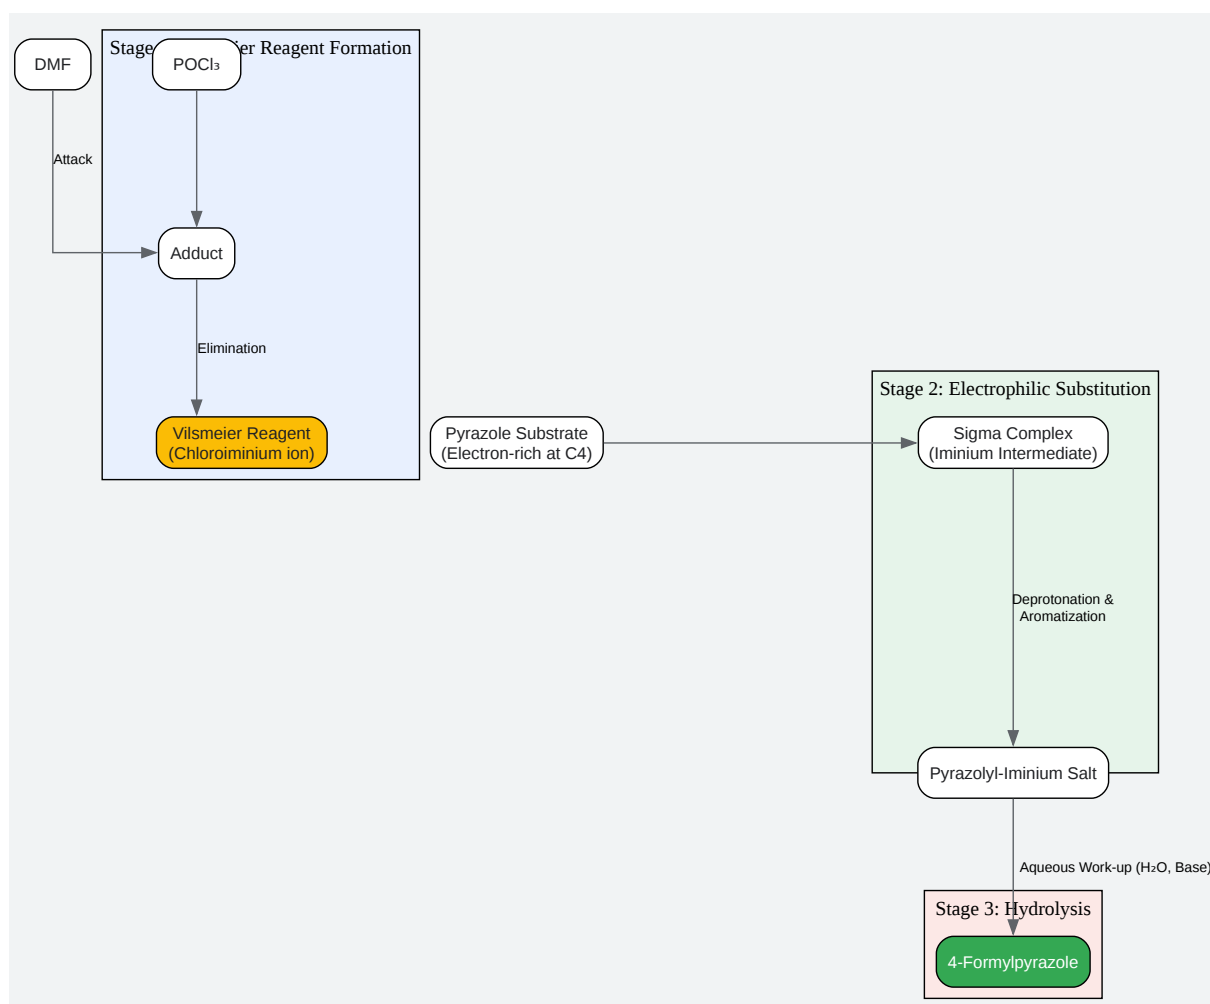 DMF
Stage
ier Reagent Formation
POCl₃
Attack
Adduct
Elimination
Vilsmeier Reagent
(Chloroiminium ion)
Pyrazole Substrate
(Electron-rich at C4)
Stage 2: Electrophilic Substitution
Sigma Complex
(Iminium Intermediate)
Deprotonation &
Aromatization
Pyrazolyl-Iminium Salt
Aqueous Work-up (H₂O, Base)
Stage 3: Hydrolysis
4-Formylpyrazole